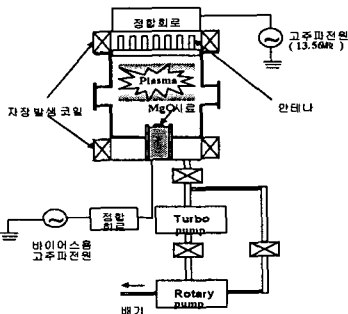 정합회로
고주파전원
(13.56㎒)
Plasma
안테나
자장 발생 코일
MgO시료
정합
회로
Turbo
pump
바이어스용
고주파전원
Rotary
pump
배기